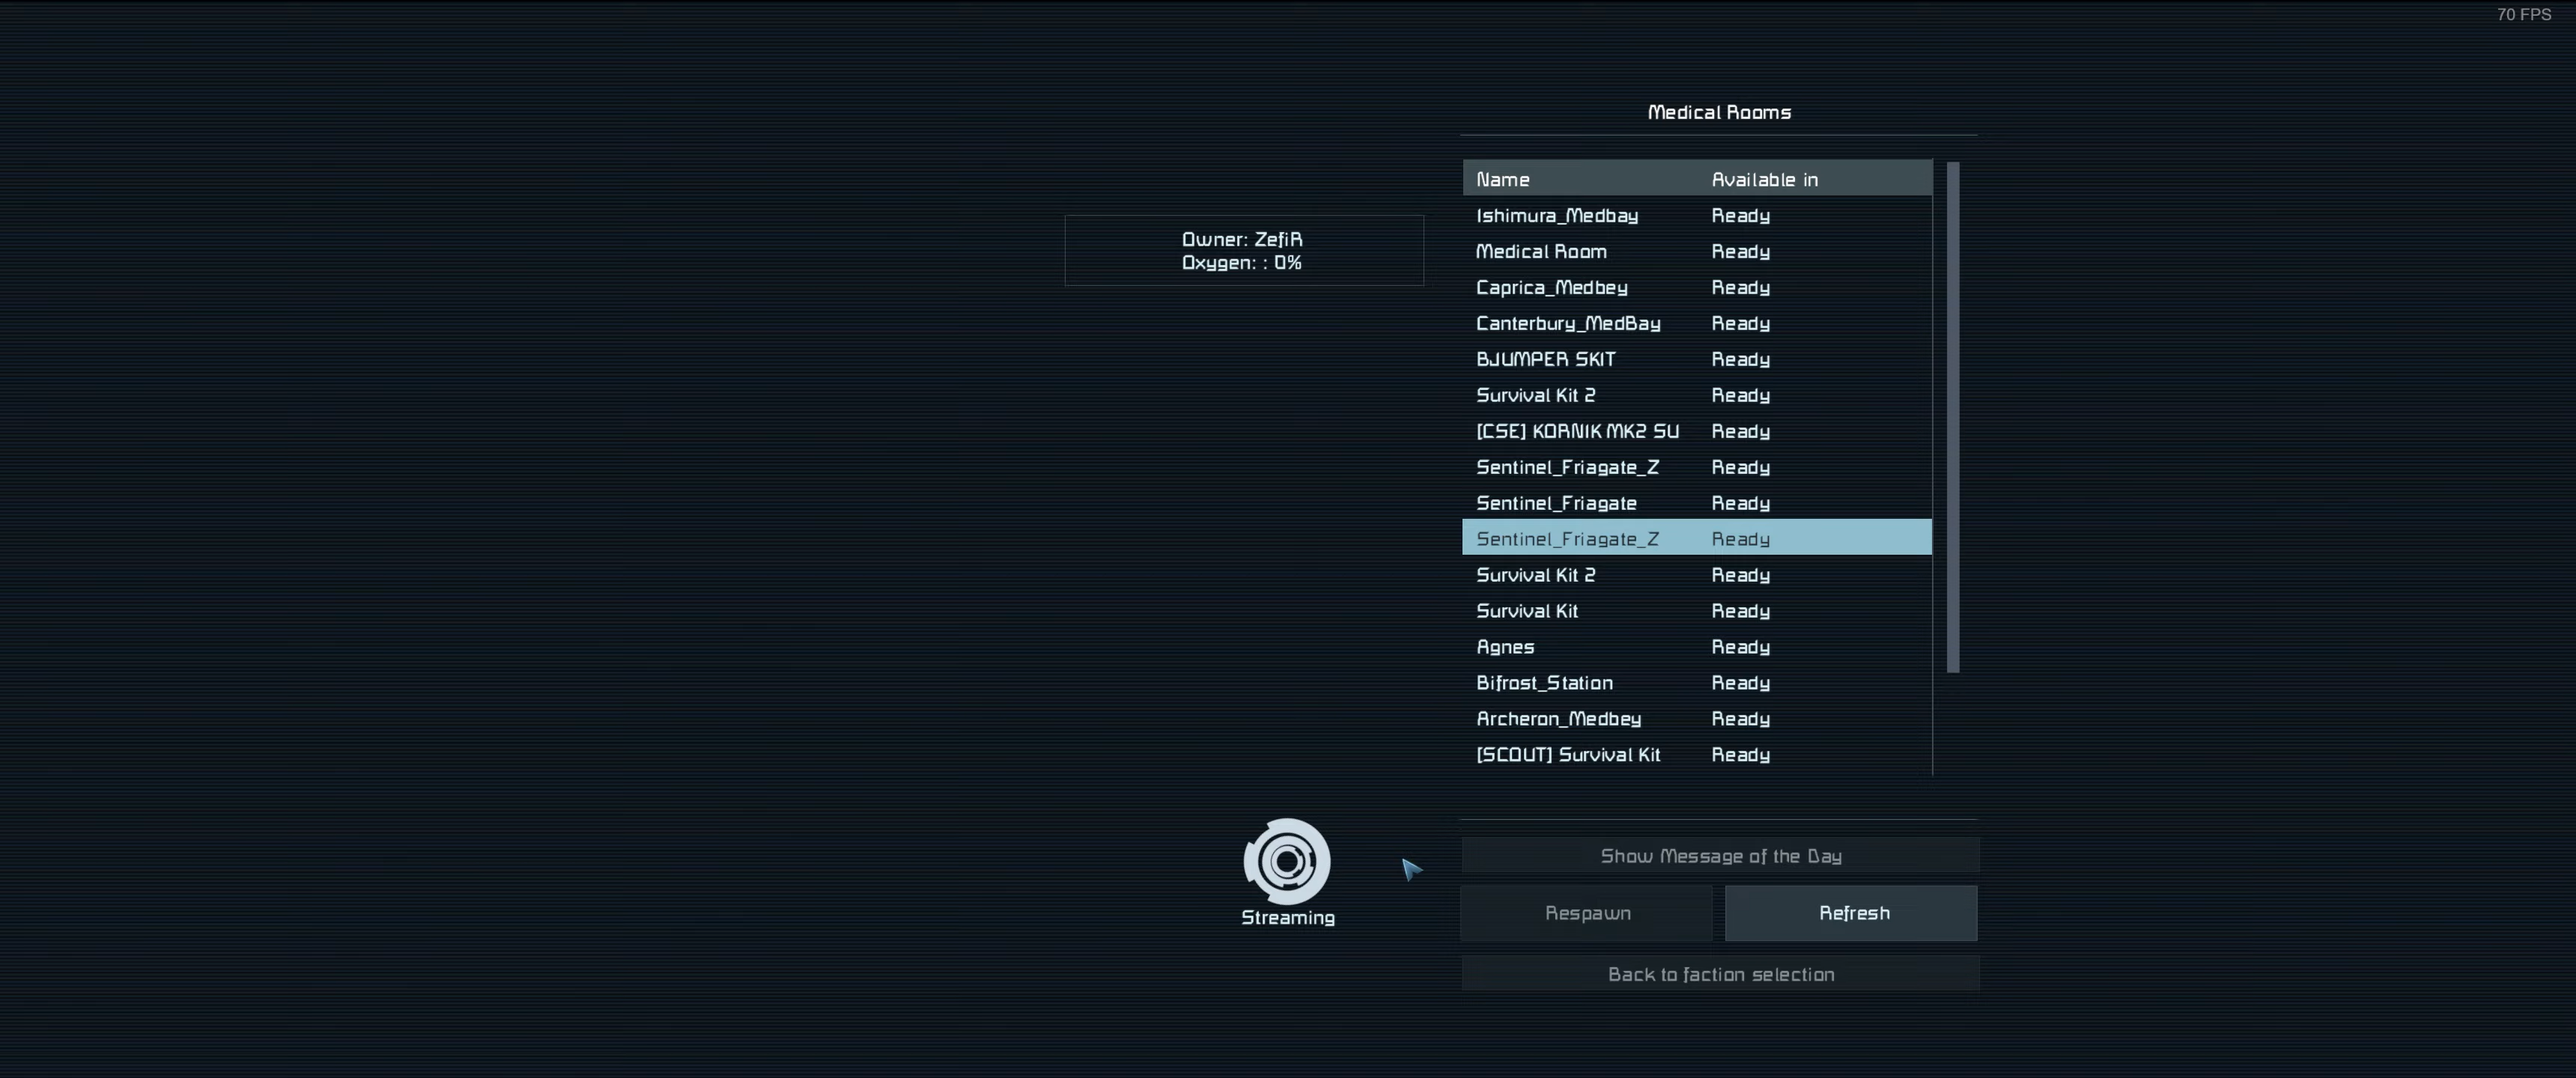 70 FPS
Medical Rooms
Name Available in
Ishimura_Medbay Ready
Owner: ZefiR
Oxygen: : 0%
Medical Room Ready
Caprica_Medbey Ready
Canterbury_MedBay Ready
BJUMPER SKIT Ready
Survival Kit 2 Ready
[CSE] KORNIK MK2 SU Ready
Sentinel_Friagate_Z Ready
Sentinel_Friagate Ready
Sentinel_Friagate_Z Ready
Survival Kit 2 Ready
Survival Kit Ready
Agnes Ready
Bifrost_Station Ready
Archeron_Medbey Ready
[SCOUT] Survival Kit Ready
Streaming
Show Message of the Day
Respawn Refresh
Back to faction selection